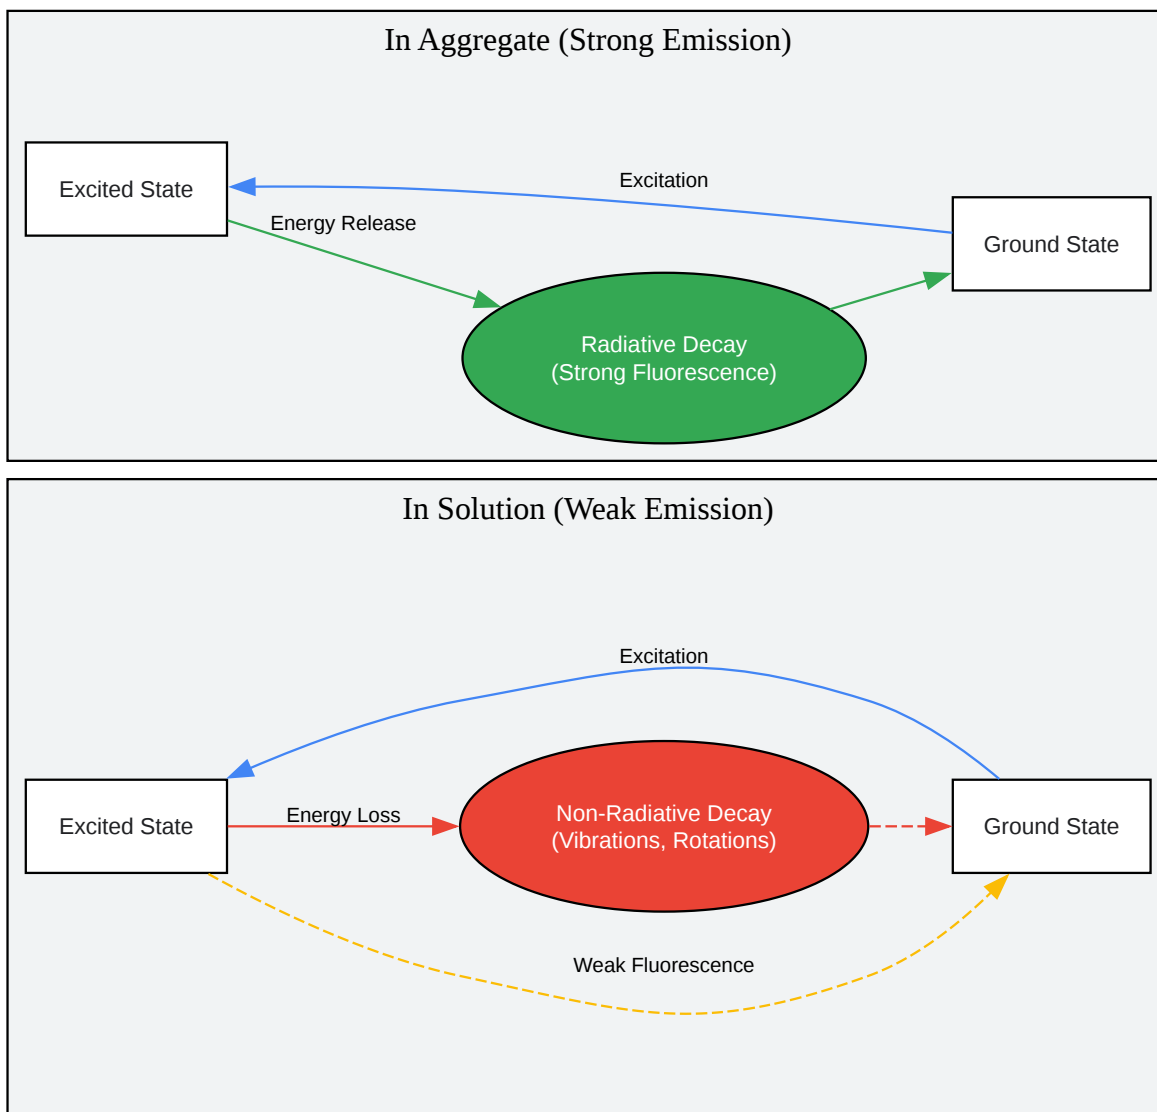 In Aggregate (Strong Emission)
Excitation
Excited State
Energy Release
Ground State
Radiative Decay
(Strong Fluorescence)
In Solution (Weak Emission)
Excitation
Excited State
Energy Loss
Non-Radiative Decay
(Vibrations, Rotations)
Ground State
Weak Fluorescence